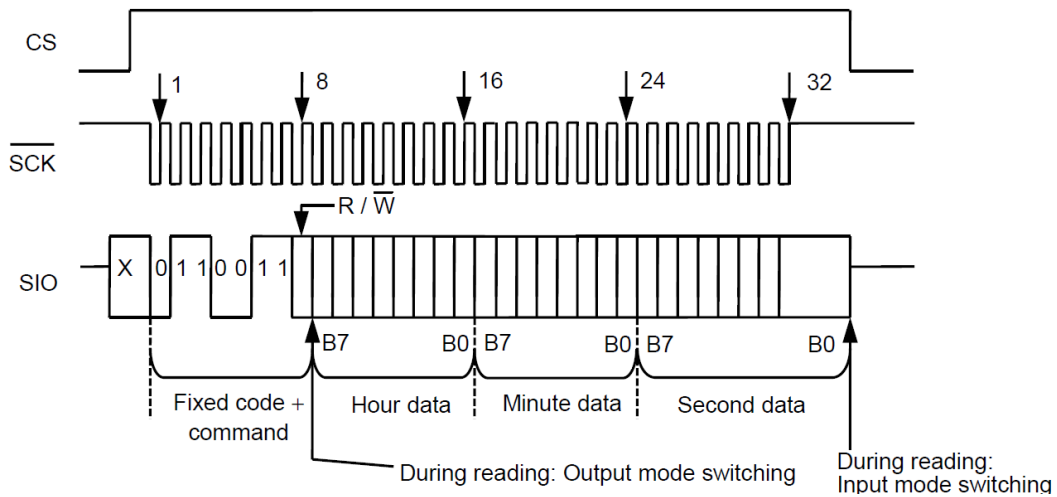 CS
1 8 16 24 32
SCK
R / W
SIO
X 0 1 1 0 0 1 1
B7 B0 B7 B0 B7 B0
Fixed code +
command
Hour data
Minute data
Second data
During reading: Output mode switching
During reading:
Input mode switching